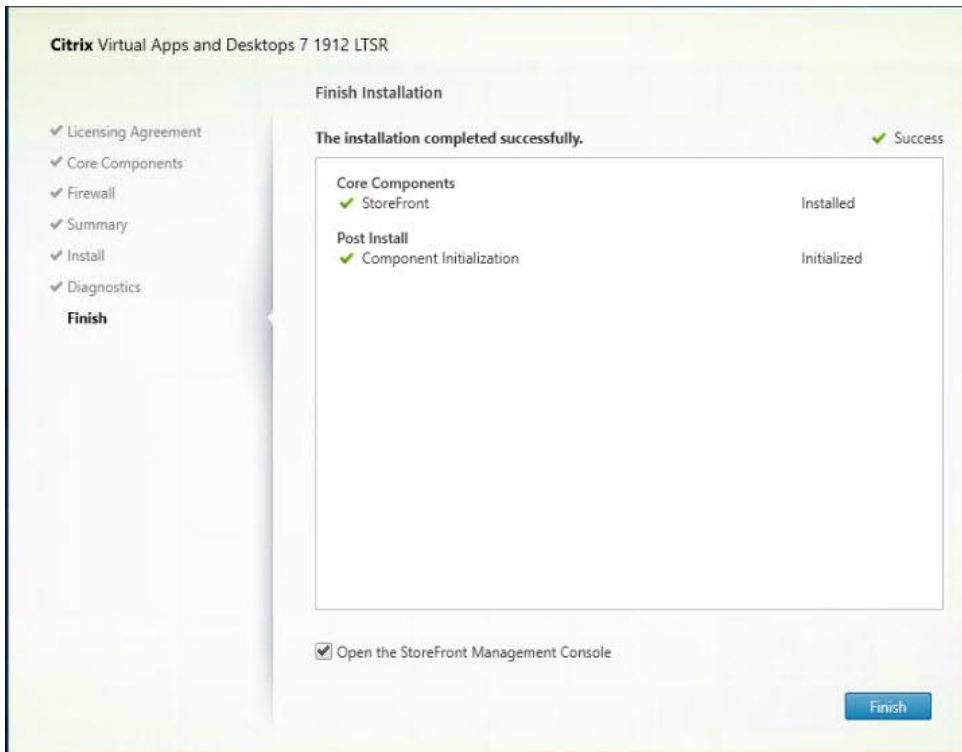 Citrix Virtual Apps and Desktops 7 1912 LTSR
Finish Installation
Licensing Agreement
Core Components
Firewall
Summary
Install
Diagnostics
Finish
The installation completed successfully. Success
Core Components
StoreFront Installed
Post Install
Component Initialization Initialized
Open the StoreFront Management Console
Finish